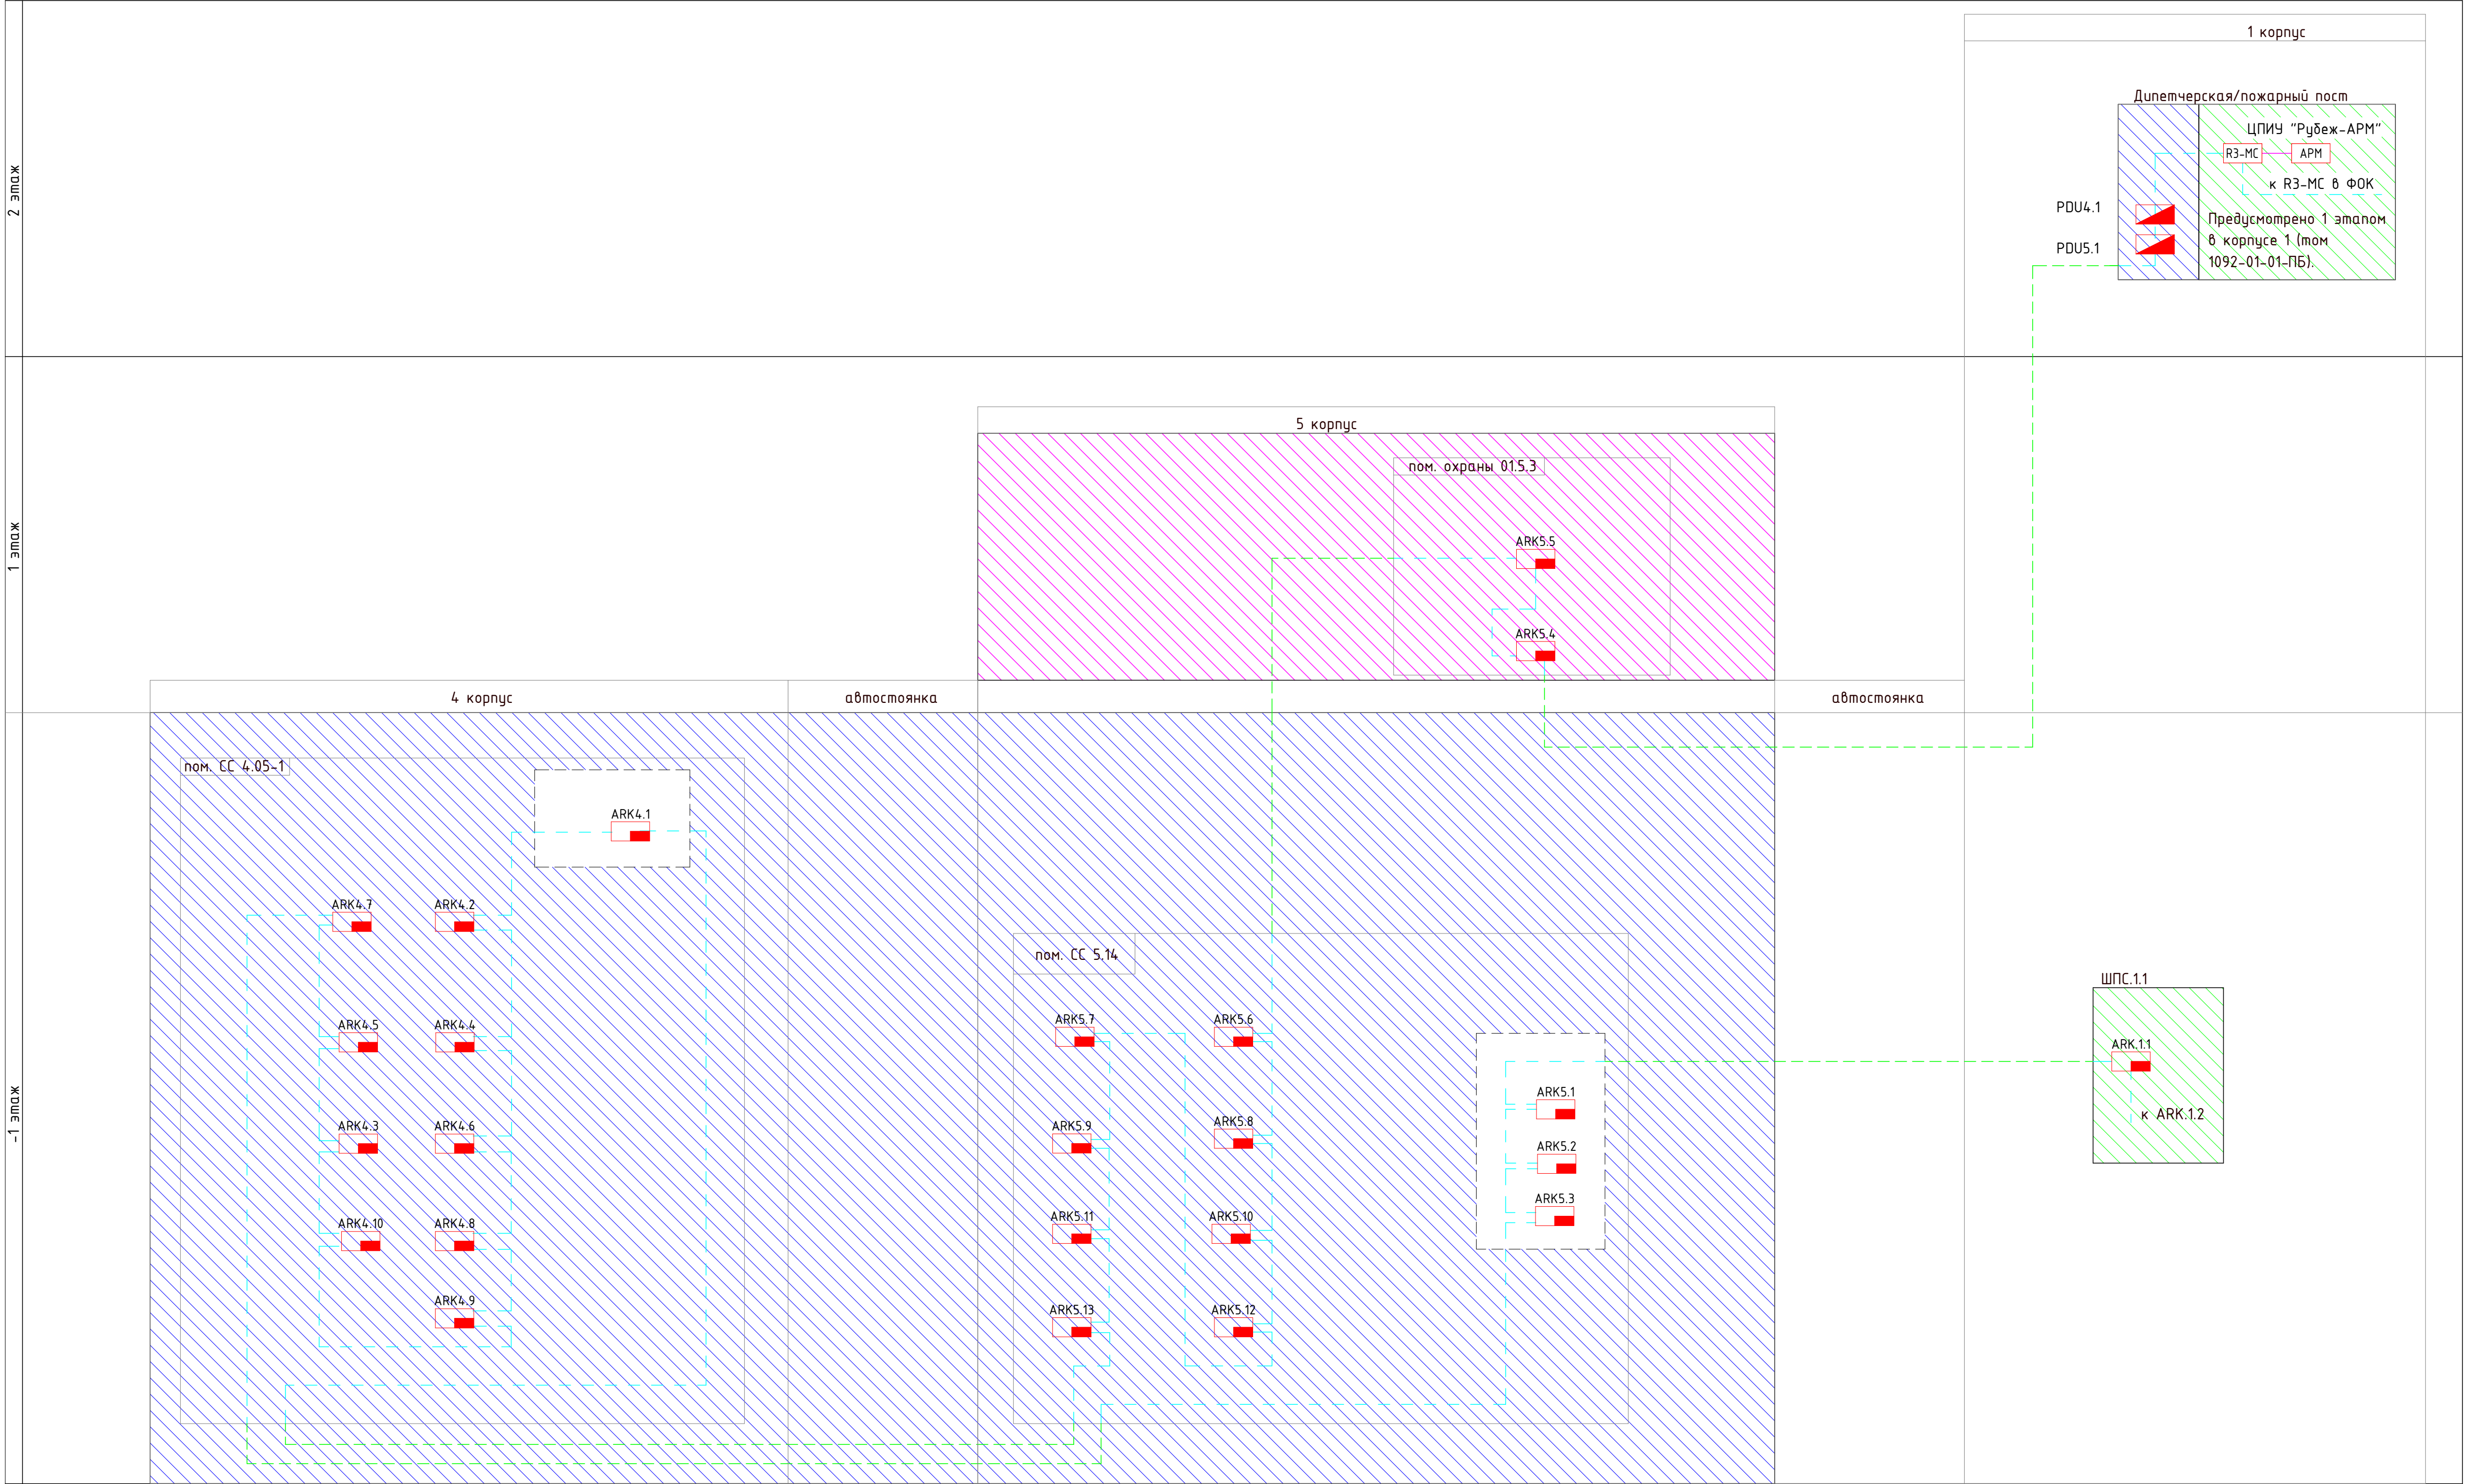 1 корпус
Дипетчерская/пожарный пост
ЦПИУ "Рубеж-АРМ"
R3-МС
АРМ
к R3-МС в ФОК
PDU4.1
PDU5.1
Предусмотрено 1 этапом
в корпусе 1 (том
1092-01-01-ПБ).
2 этаж
5 корпус
пом. охраны 01.5.3
ARK5.5
ARK5.4
1 этаж
4 корпус
автостоянка
автостоянка
пом. СС 4.05-1
ARK4.1
ARK4.7
ARK4.2
ARK4.5
ARK4.4
ARK4.3
ARK4.6
ARK4.10
ARK4.8
ARK4.9
пом. СС 5.14
ARK5.7
ARK5.6
ARK5.9
ARK5.8
ARK5.11
ARK5.10
ARK5.13
ARK5.12
ARK5.1
ARK5.2
ARK5.3
ШПС.1.1
ARK.1.1
к ARK.1.2
-1 этаж